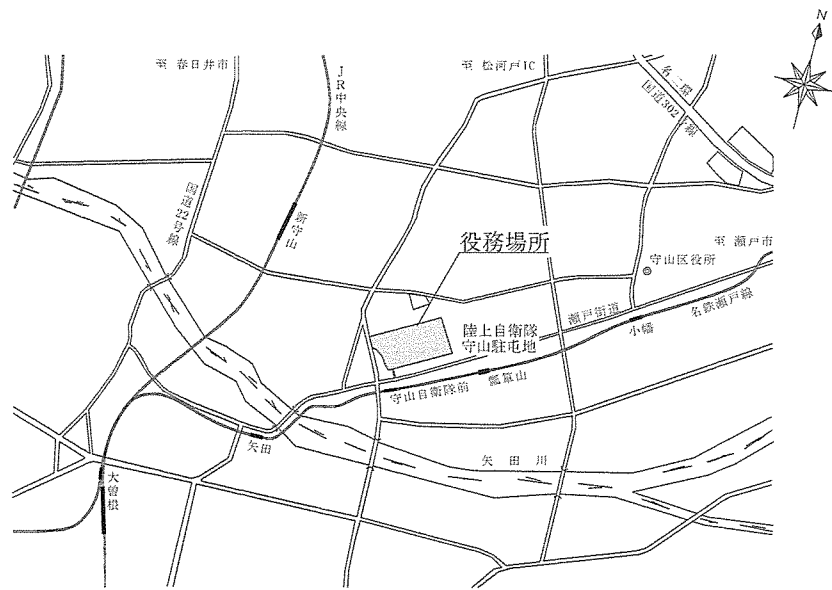 N
至 春日井市
JR中央線
至 松河戸IC
名二環
国道302号線
国道22号線
新守山
役務場所
守山区役所
至 瀬戸市
瀬戸街道
名鉄瀬戸線
小幡
陸上自衛隊
守山駐屯地
瓢箪山
守山自衛隊前
矢田
矢田川
大曽根